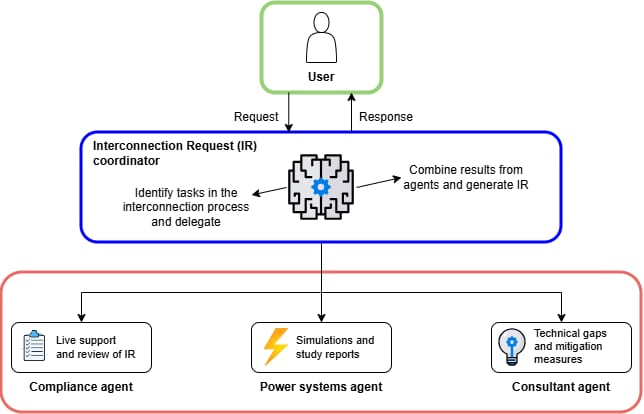 User
Request
Response
Interconnection Request (IR)
coordinator
Identify tasks in the
interconnection process
and delegate
Combine results from
agents and generate IR
Live support
and review of IR
Compliance agent
Simulations and
study reports
Power systems agent
Technical gaps
and mitigation
measures
Consultant agent